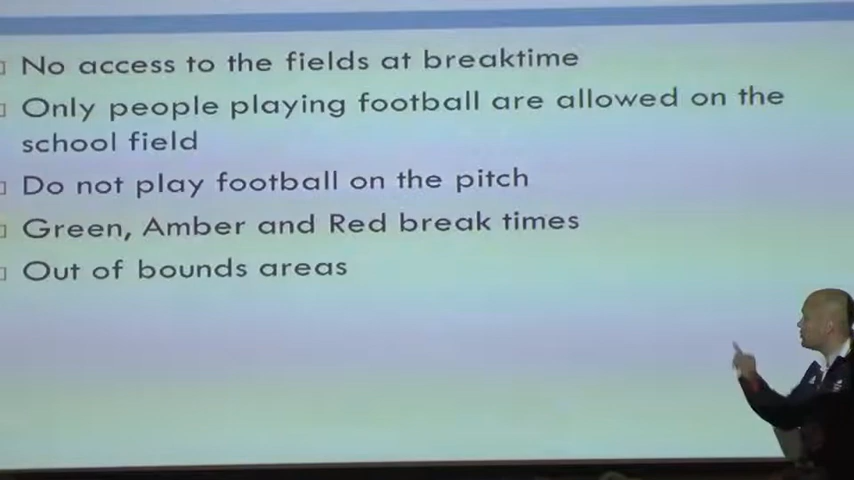 No access to the fields at breaktime
Only people playing football are allowed on the
school field
Do not play football on the pitch
Green, Amber and Red break times
Out of bounds areas